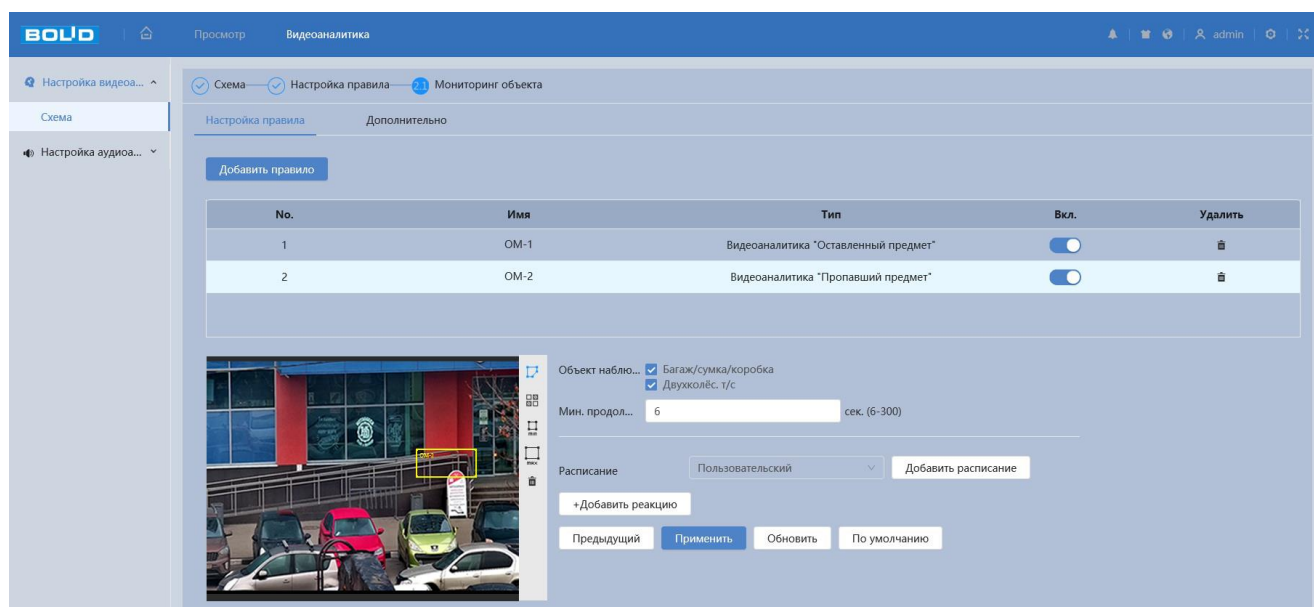 BOLID
Просмотр
Видеоаналитика
admin
Настройка видеоа...
Схема
Настройка аудиоа...
Схема
Настройка правила
2.1 Мониторинг объекта
Настройка правила
Дополнительно
Добавить правило
No. Имя Тип Вкл. Удалить
1 OM-1 Видеоаналитика "Оставленный предмет"
2 OM-2 Видеоаналитика "Пропавший предмет"
min
max
Объект наблю... Багаж/сумка/коробка
Двухколёс. т/с
Мин. продол... 6 сек. (6-300)
Расписание Пользовательский Добавить расписание
+Добавить реакцию
Предыдущий Применить Обновить По умолчанию